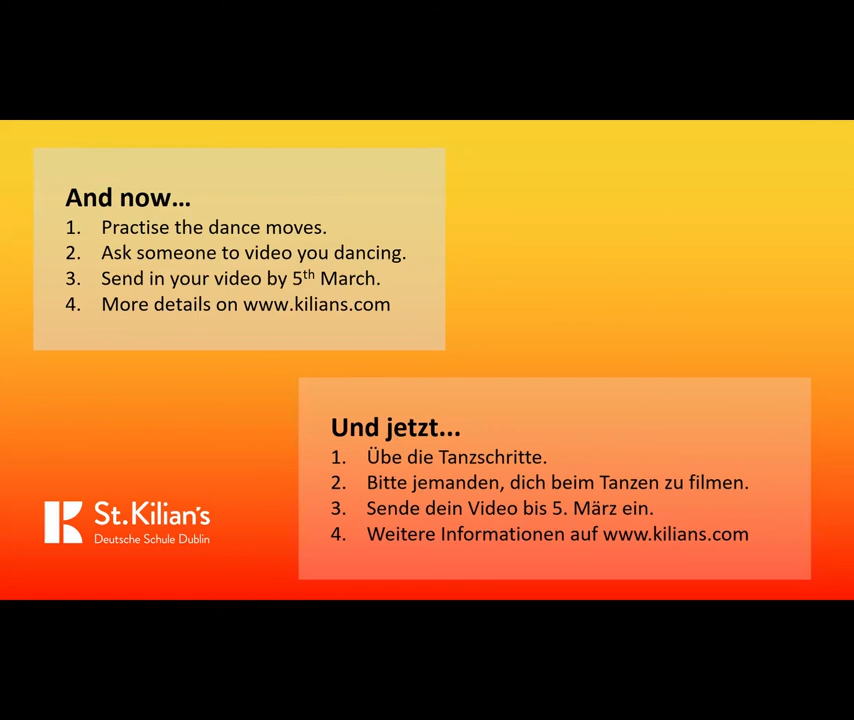 And now...
1. Practise the dance moves.
2. Ask someone to video you dancing.
3. Send in your video by 5th March.
4. More details on www.kilians.com
Und jetzt...
1. Übe die Tanzschritte.
2. Bitte jemanden, dich beim Tanzen zu filmen.
3. Sende dein Video bis 5. März ein.
4. Weitere Informationen auf www.kilians.com
St.Kilian's
Deutsche Schule Dublin